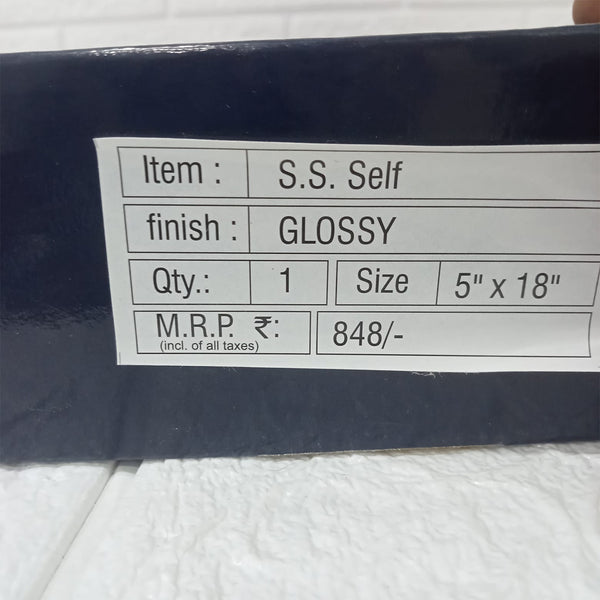 Item : S.S. Self
finish : GLOSSY
Qty.: 1 Size 5" x 18"
M.R.P. ₹: 848/-
(incl. of all taxes)